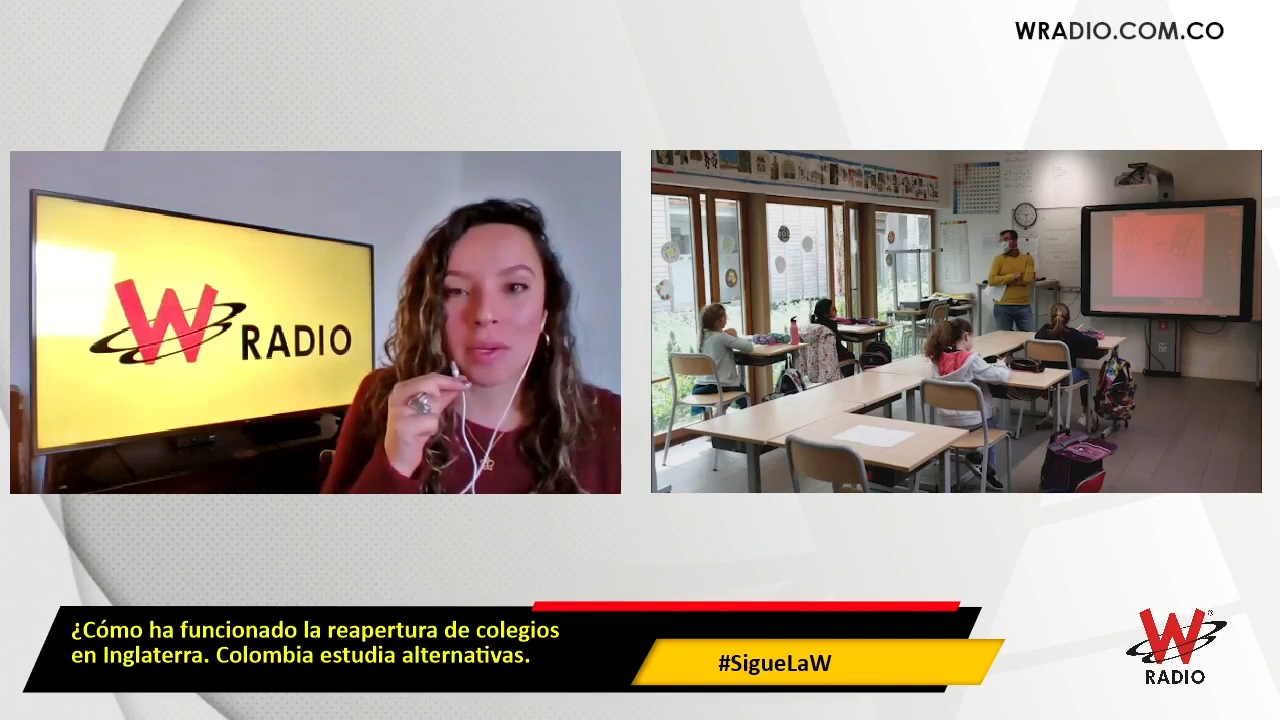 WRADIO.COM.CO
W RADIO
¿Cómo ha funcionado la reapertura de colegios
en Inglaterra. Colombia estudia alternativas.
#SigueLaW
W®
RADIO